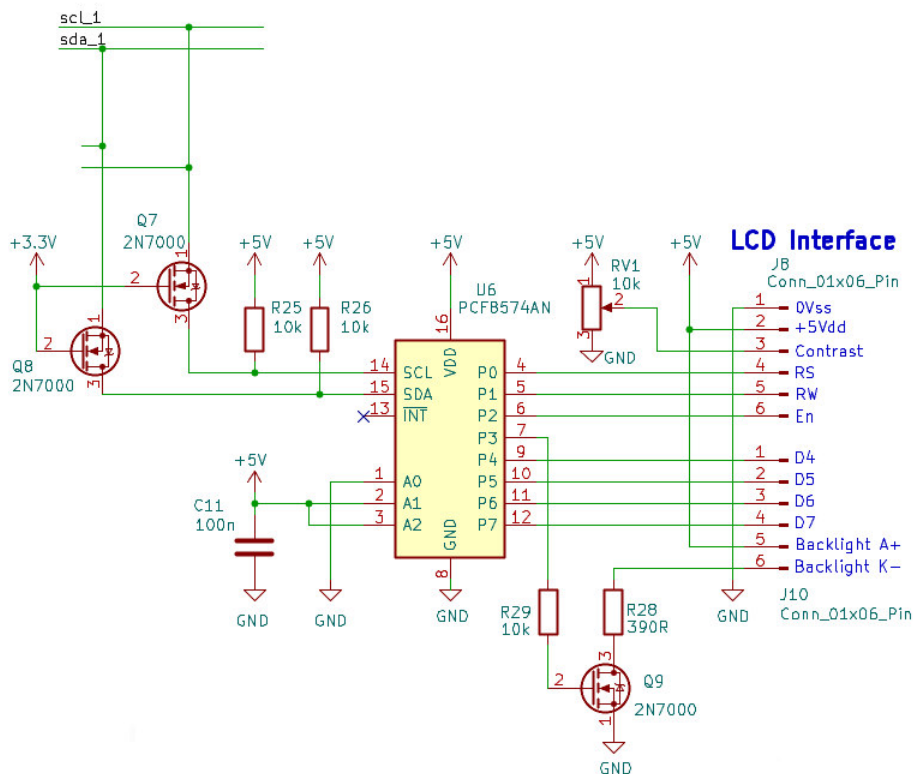 scl_1
sda_1
Q7
2N7000
+3.3V
1
2
3
Q8
2N7000
1
2
3
+5V
+5V
R25
10k
R26
10k
+5V
U6
PCF8574AN
16
VDD
14
SCL
15
SDA
13
INT
1
A0
2
A1
3
A2
GND
8
GND
P0
4
P1
5
P2
6
P3
7
P4
9
P5
10
P6
11
P7
12
+5V
RV1
10k
1
2
3
GND
+5V
LCD Interface
J8
Conn_01x06_Pin
1
0Vss
2
+5Vdd
3
Contrast
4
RS
5
RW
6
En
1
D4
2
D5
3
D6
4
D7
5
Backlight A+
6
Backlight K-
J10
Conn_01x06_Pin
GND
+5V
C11
100n
GND
GND
R29
10k
R28
390R
3
2
1
Q9
2N7000
GND